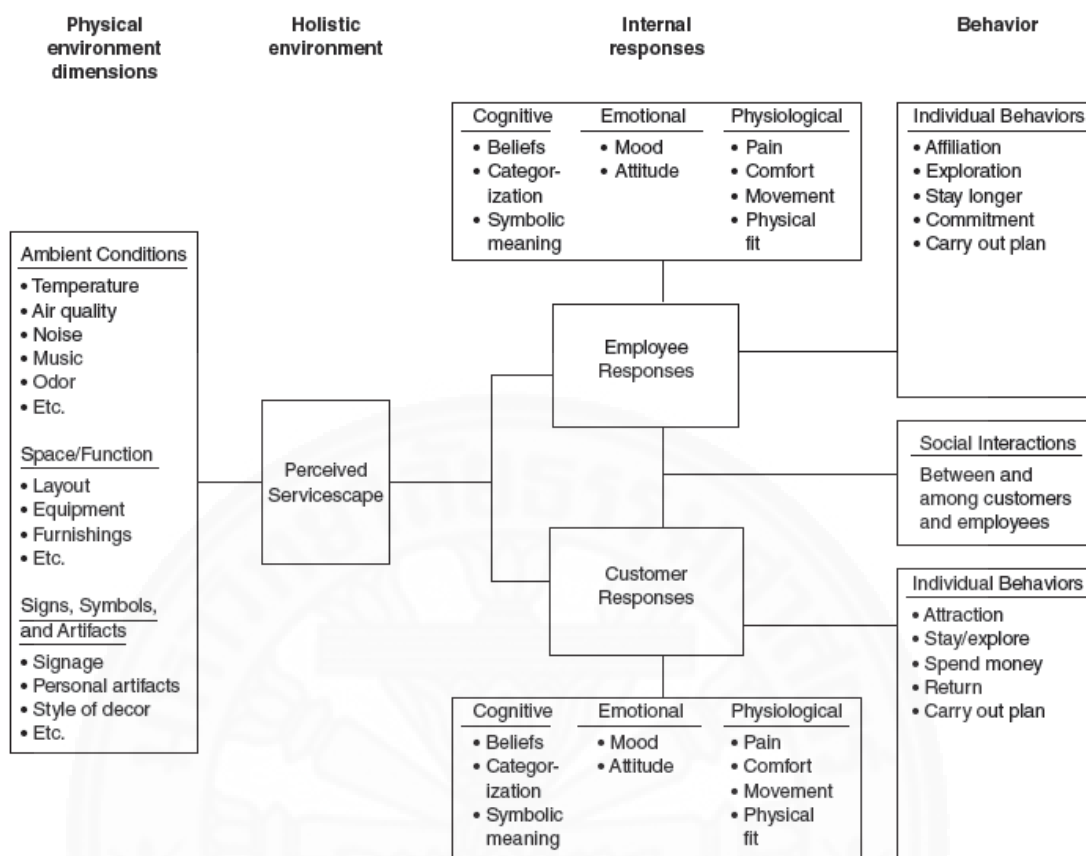 Physical
environment
dimensions
Holistic
environment
Internal
responses
Behavior
Ambient Conditions
• Temperature
• Air quality
• Noise
• Music
• Odor
• Etc.
Space/Function
• Layout
• Equipment
• Furnishings
• Etc.
Signs, Symbols,
and Artifacts
• Signage
• Personal artifacts
• Style of decor
• Etc.
Perceived
Servicescape
Cognitive
• Beliefs
• Categor-
ization
• Symbolic
meaning
Emotional
• Mood
• Attitude
Physiological
• Pain
• Comfort
• Movement
• Physical
fit
Employee
Responses
Customer
Responses
Cognitive
• Beliefs
• Categor-
ization
• Symbolic
meaning
Emotional
• Mood
• Attitude
Physiological
• Pain
• Comfort
• Movement
• Physical
fit
Individual Behaviors
• Affiliation
• Exploration
• Stay longer
• Commitment
• Carry out plan
Social Interactions
Between and
among customers
and employees
Individual Behaviors
• Attraction
• Stay/explore
• Spend money
• Return
• Carry out plan